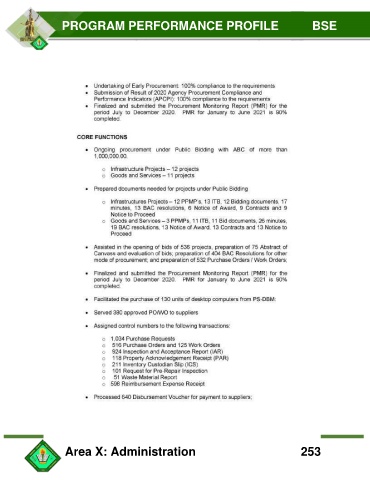 PROGRAM PERFORMANCE PROFILE BSE
• Undertaking of Early Procurement: 100% compliance to the requirements
• Submission of Result of 2020 Agency Procurement Compliance and
Performance Indicators (APCPI): 100% compliance to the requirements
• Finalized and submitted the Procurement Monitoring Report (PMR) for the
period July to December 2020. PMR for January to June 2021 is 90%
completed.
CORE FUNCTIONS
• Ongoing procurement under Public Bidding with ABC of more than
1,000,000.00.
o Infrastructure Projects – 12 projects
o Goods and Services – 11 projects
• Prepared documents needed for projects under Public Bidding
o Infrastructures Projects – 12 PPMP's, 13 ITB, 12 Bidding documents, 17
minutes, 13 BAC resolutions, 6 Notice of Award, 9 Contracts and 9
Notice to Proceed
o Goods and Services – 3 PPMPs, 11 ITB, 11 Bid documents, 26 minutes,
19 BAC resolutions, 13 Notice of Award, 13 Contracts and 13 Notice to
Proceed
• Assisted in the opening of bids of 536 projects, preparation of 75 Abstract of
Canvass and evaluation of bids; preparation of 404 BAC Resolutions for other
mode of procurement; and preparation of 532 Purchase Orders / Work Orders;
• Finalized and submitted the Procurement Monitoring Report (PMR) for the
period July to December 2020. PMR for January to June 2021 is 90%
completed.
• Facilitated the purchase of 130 units of desktop computers from PS-DBM;
• Served 380 approved PO/WO to suppliers
• Assigned control numbers to the following transactions:
o 1,034 Purchase Requests
o 516 Purchase Orders and 125 Work Orders
o 924 Inspection and Acceptance Report (IAR)
o 118 Property Acknowledgement Receipt (PAR)
o 211 Inventory Custodian Slip (ICS)
o 101 Request for Pre-Repair Inspection
o 51 Waste Material Report
o 598 Reimbursement Expense Receipt
• Processed 640 Disbursement Voucher for payment to suppliers;
Area X: Administration 253